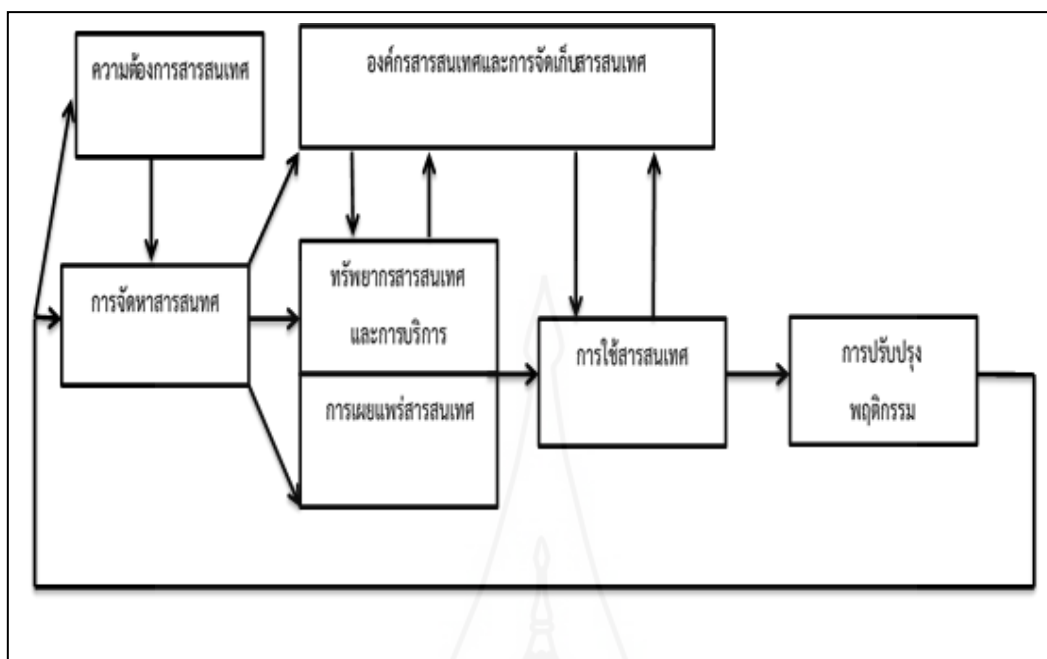 ความต้องการสารสนเทศ
องค์กรสารสนเทศและการจัดเก็บสารสนเทศ
การจัดหาสารสนทศ
ทรัพยากรสารสนเทศ
และการบริการ
การเผยแพร่สารสนเทศ
การใช้สารสนเทศ
การปรับปรุง
พฤติกรรม